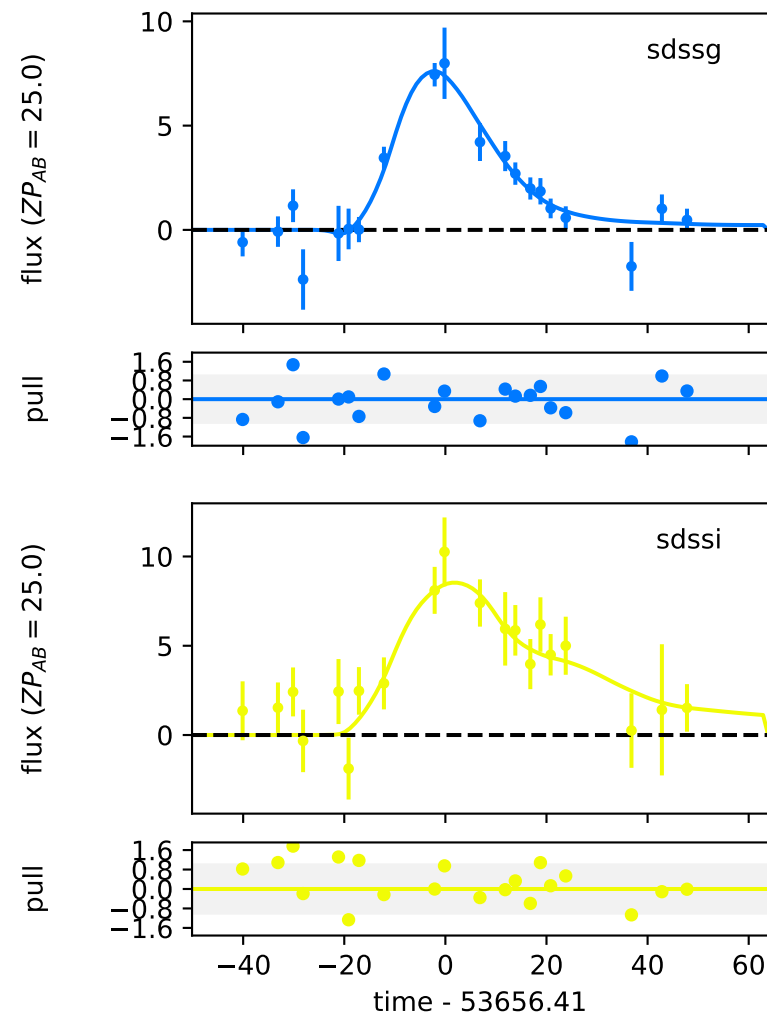 10
sdssg
5
0
flux (ZP_AB = 25.0)
1.6
0.8
0.0
−0.8
−1.6
pull
sdssi
10
5
0
flux (ZP_AB = 25.0)
1.6
0.8
0.0
−0.8
−1.6
pull
−40 −20 0 20 40 60
time - 53656.41